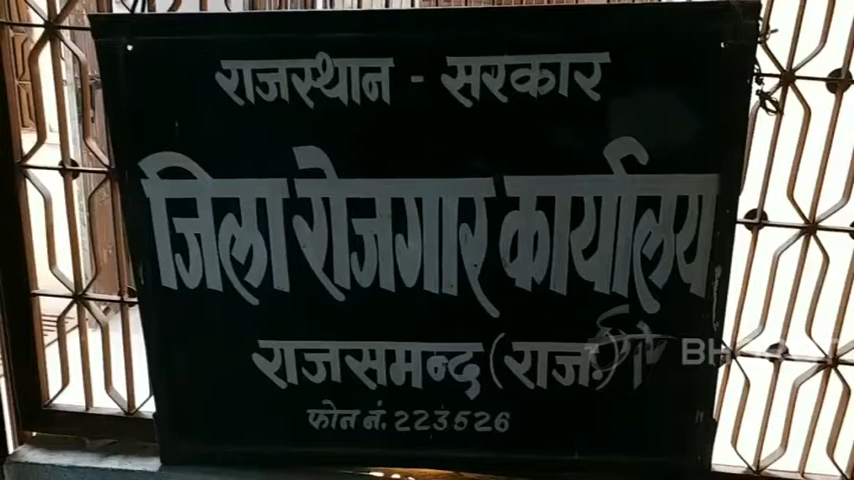 राजस्थान - सरकार
जिला रोजगार कार्यालय
राजसमन्द (राज.)
फोन नं. 223526